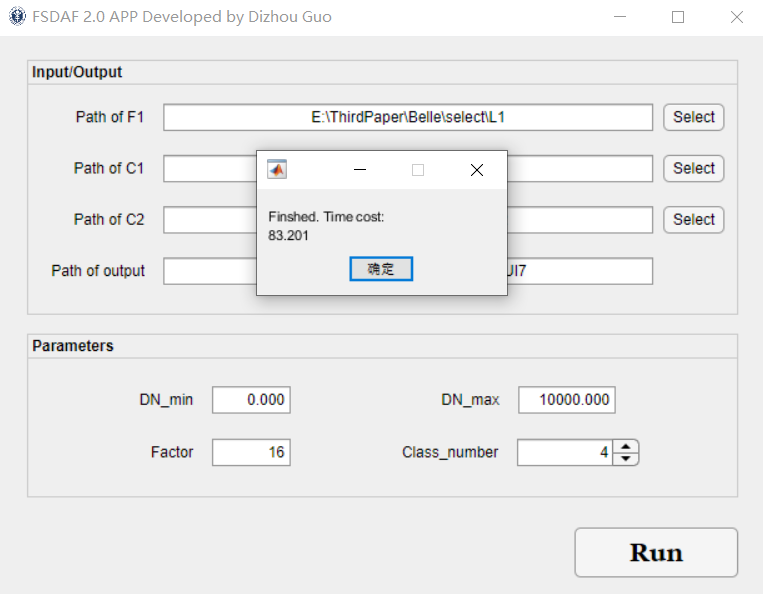 FSDAF 2.0 APP Developed by Dizhou Guo
Input/Output
Path of F1 E:\ThirdPaper\Belle\select\L1 Select
Path of C1 Select
Path of C2 Select
Path of output
Finshed. Time cost:
83.201
确定
Parameters
DN_min 0.000 DN_max 10000.000
Factor 16 Class_number 4
Run